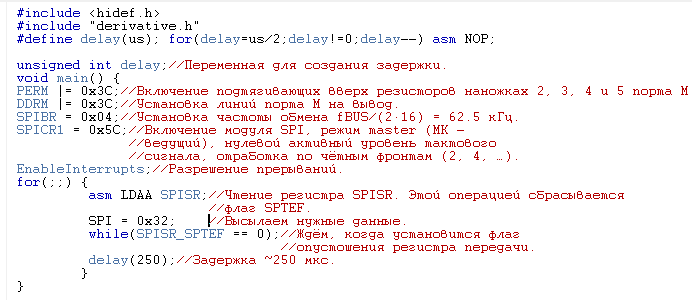 #include <hidef.h>
#include "derivative.h"
#define delay(us); for(delay=us/2;delay!=0;delay--) asm NOP;
unsigned int delay;//Переменная для создания задержки.
void main() {
PERM |= 0x3C;//Включение подтягивающих вверх резисторов наножках 2, 3, 4 и 5 порта М
DDRM |= 0x3C;//Установка линий порта М на вывод.
SPIBR = 0x04;//Установка частоты обмена fBUS/(2·16) = 62.5 кГц.
SPICR1 = 0x5C;//Включение модуля SPI, режим master (МК –
//ведущий), нулевой активный уровень тактового
//сигнала, отработка по чётным фронтам (2, 4, …).
EnableInterrupts;//Разрешение прерываний.
for(;;) {
asm LDAA SPISR;//Чтение регистра SPISR. Этой операцией сбрасывается
//флаг SPTEF.
SPI = 0x32; //Высылаем нужные данные.
while(SPISR_SPTEF == 0);//Ждём, когда установится флаг
//опустошения регистра передачи.
delay(250);//Задержка ~250 мкс.
}
}